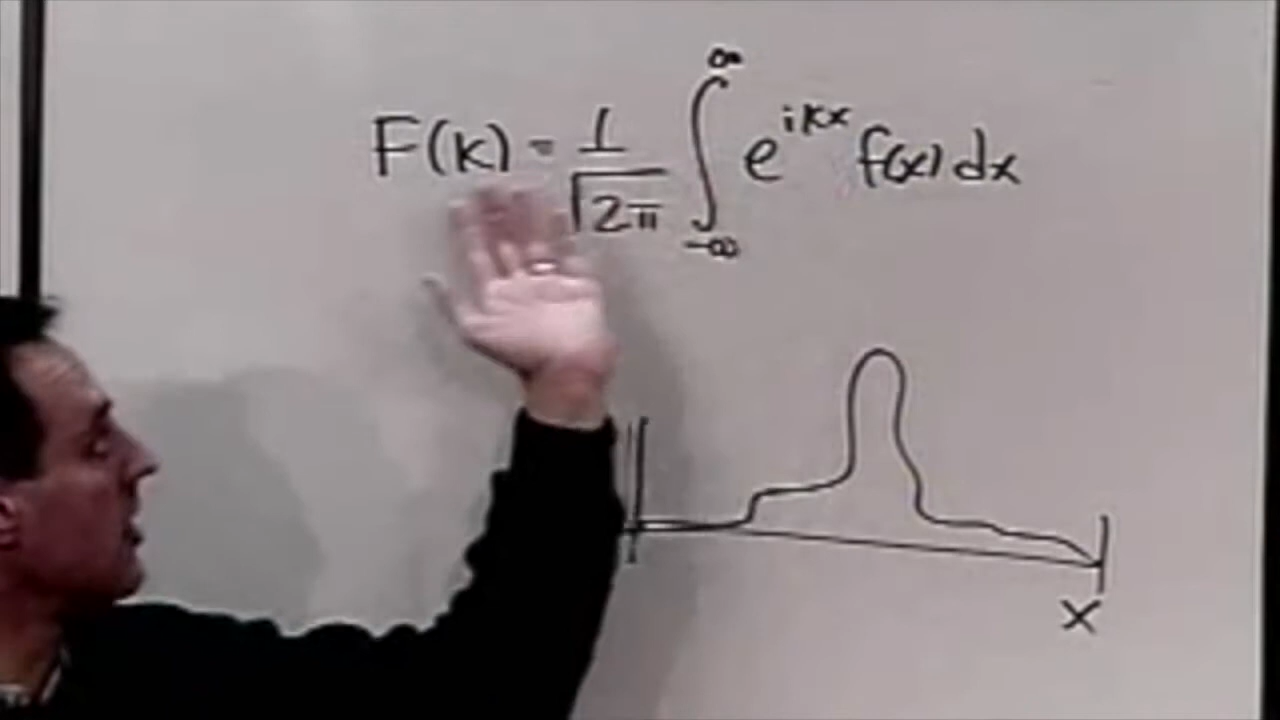 F(k) = 1/√2π ∫_{-∞}^{∞} e^{ikx} f(x) dx
x